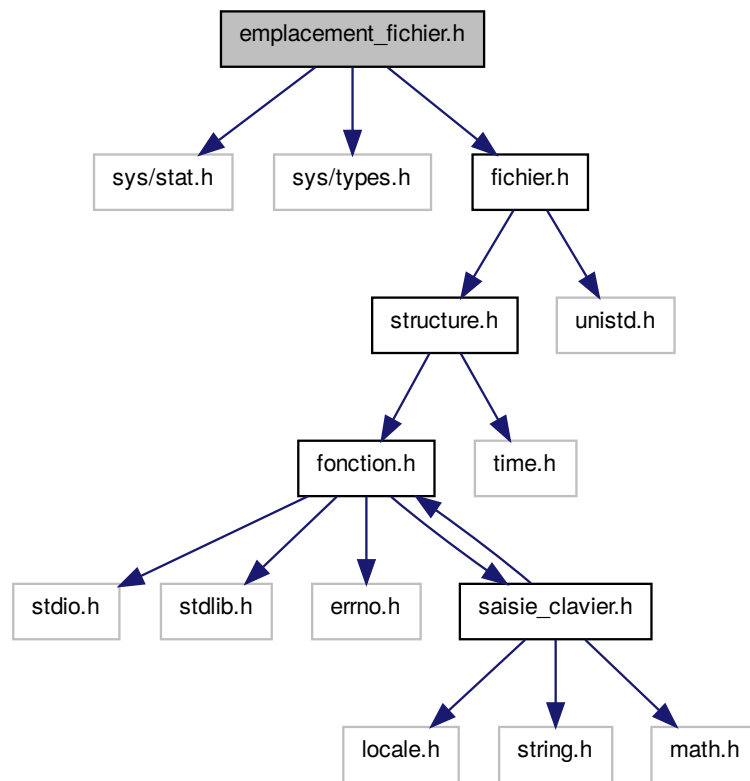 emplacement_fichier.h
sys/stat.h
sys/types.h
fichier.h
structure.h
unistd.h
fonction.h
time.h
stdio.h
stdlib.h
errno.h
saisie_clavier.h
locale.h
string.h
math.h